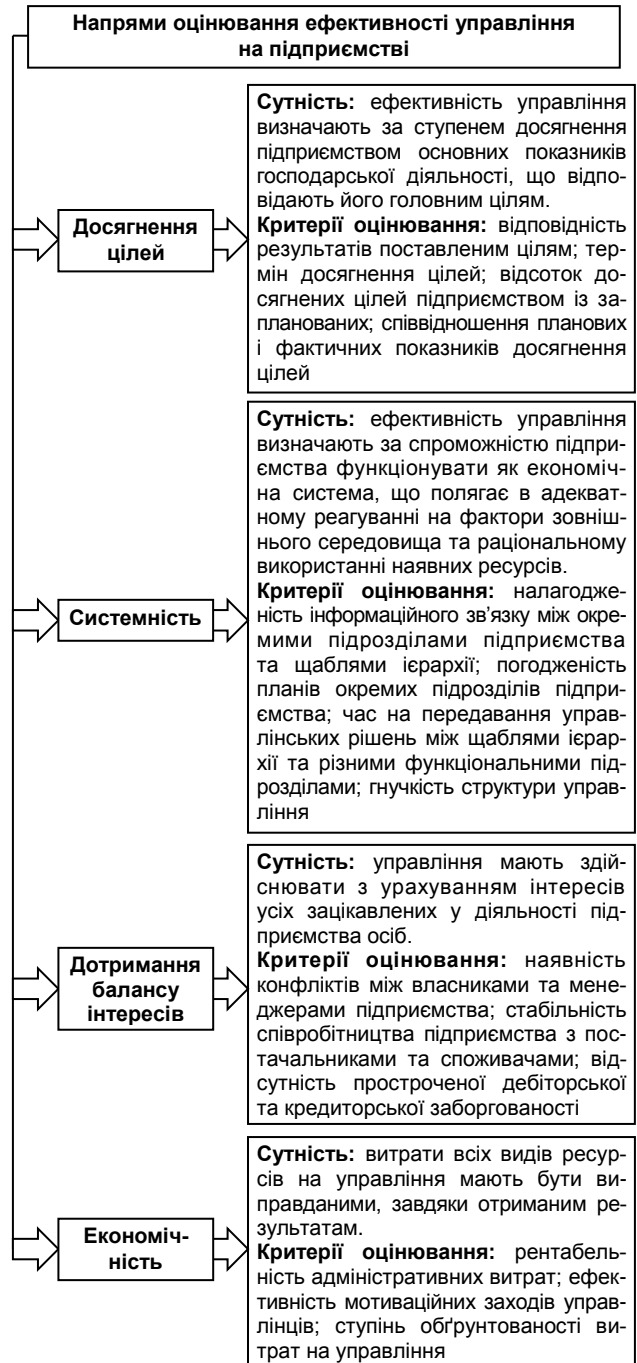 Напрями оцінювання ефективності управління
на підприємстві
Досягнення
цілей
Сутність: ефективність управління
визначають за ступенем досягнення
підприємством основних показників
господарської діяльності, що відпо-
відають його головним цілям.
Критерії оцінювання: відповідність
результатів поставленим цілям; тер-
мін досягнення цілей; відсоток до-
сягнених цілей підприємством із за-
планованих; співвідношення планових
і фактичних показників досягнення
цілей
Системність
Сутність: ефективність управління
визначають за спроможністю підпри-
ємства функціонувати як економіч-
на система, що полягає в адекват-
ному реагуванні на фактори зовніш-
нього середовища та раціональному
використанні наявних ресурсів.
Критерії оцінювання: налагодже-
ність інформаційного зв’язку між окре-
мими підрозділами підприємства
та щаблями ієрархії; погодженість
планів окремих підрозділів підпри-
ємства; час на передавання управ-
лінських рішень між щаблями ієрар-
хії та різними функціональними під-
розділами; гнучкість структури управ-
ління
Дотримання
балансу
інтересів
Сутність: управління мають здій-
снювати з урахуванням інтересів
усіх зацікавлених у діяльності під-
приємства осіб.
Критерії оцінювання: наявність
конфліктів між власниками та мене-
джерами підприємства; стабільність
співробітництва підприємства з пос-
тачальниками та споживачами; від-
сутність простроченої дебіторської
та кредиторської заборгованості
Економіч-
ність
Сутність: витрати всіх видів ресур-
сів на управління мають бути ви-
правданими, завдяки отриманим ре-
зультатам.
Критерії оцінювання: рентабель-
ність адміністративних витрат; ефек-
тивність мотиваційних заходів управ-
лінців; ступінь обґрунтованості ви-
трат на управління